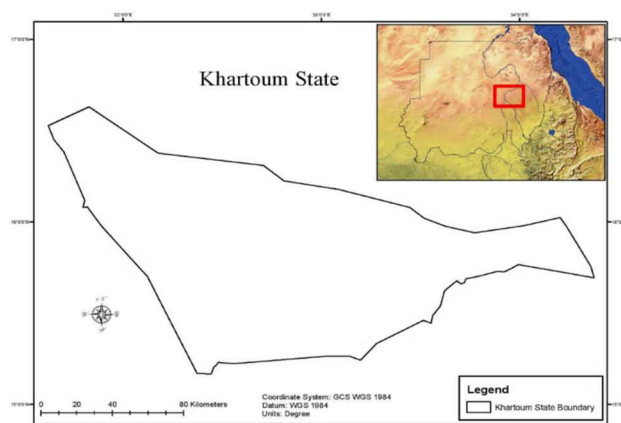 Khartoum State
0 20 40 80 Kilometers
Coordinate System: GCS WGS 1984
Datum: WGS 1984
Units: Degree
Legend
Khartoum State Boundary